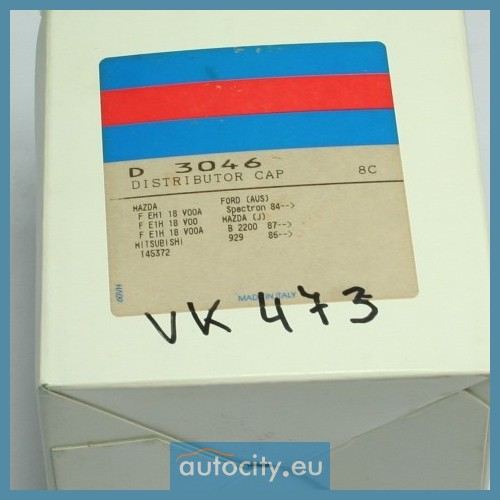 D 3046
DISTRIBUTOR CAP 8C
MAZDA
F EH1 18 V00A
F E1H 18 V00
F E1H 18 V00A
MITSUBISHI
145372
FORD (AUS)
Spectron 84-->
MAZDA (J)
B 2200 87-->
929 86-->
MADE IN ITALY
VK 473
autocity.eu